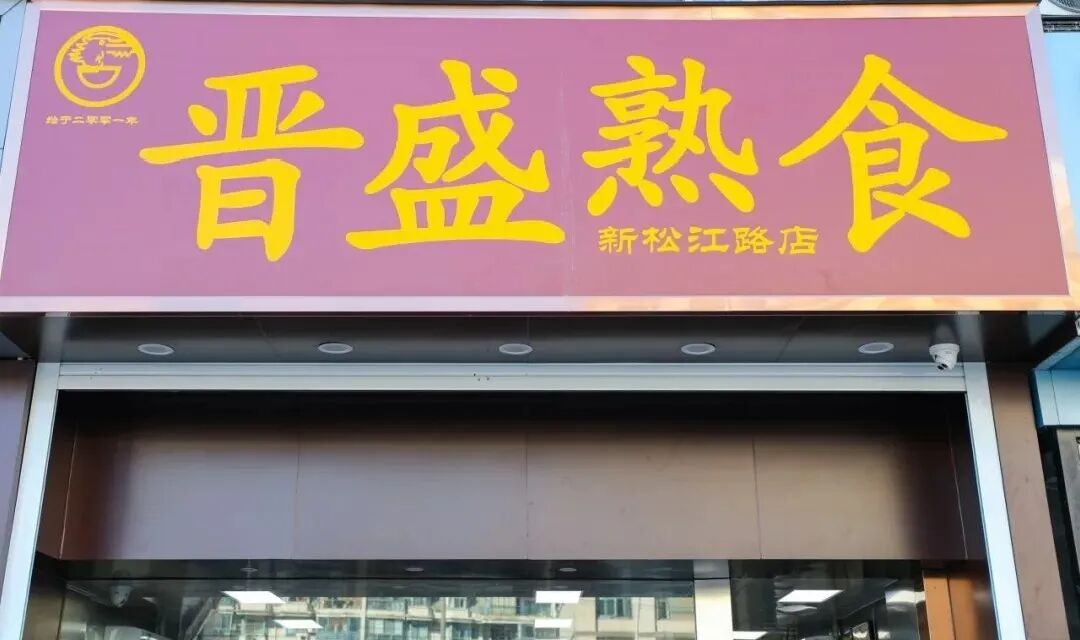 始于二零零一年
晋盛熟食
新松江路店